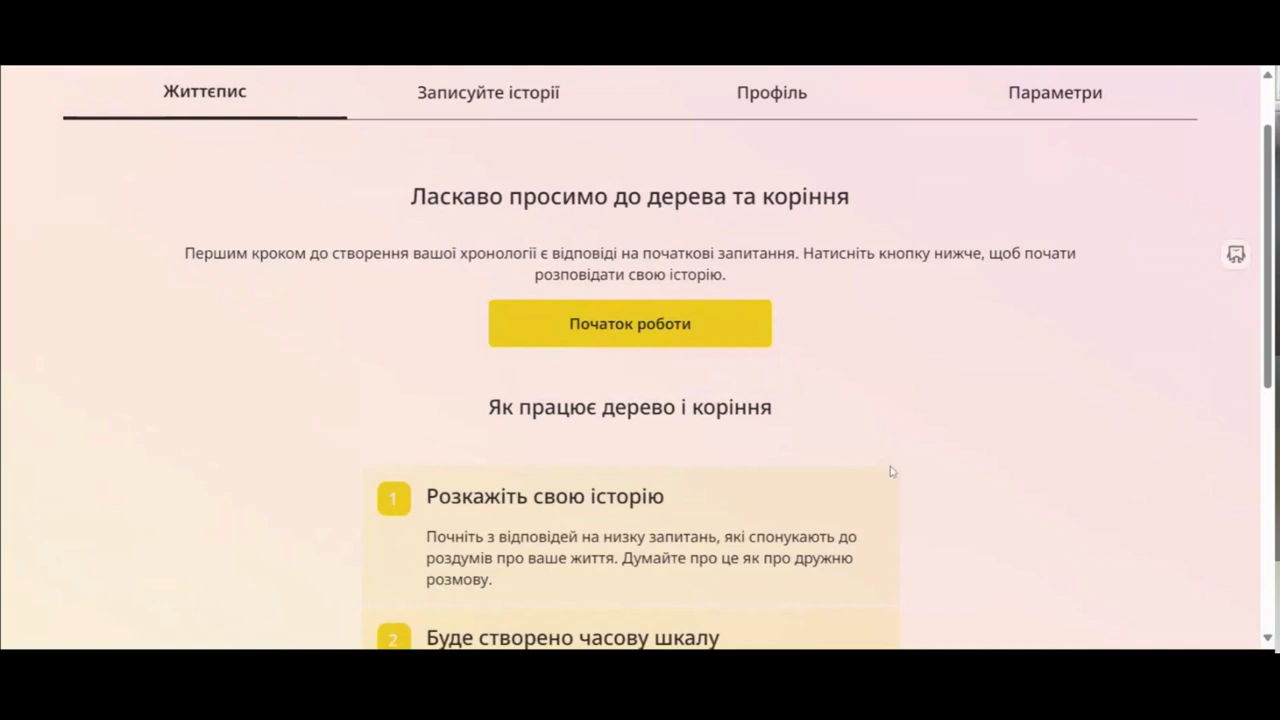 Життєпис
Записуйте історії
Профіль
Параметри
Ласкаво просимо до дерева та коріння
Першим кроком до створення вашої хронології є відповіді на початкові запитання. Натисніть кнопку нижче, щоб почати
розповідати свою історію.
Початок роботи
Як працює дерево і коріння
1
Розкажіть свою історію
Почніть з відповідей на низку запитань, які спонукають до
роздумів про ваше життя. Думайте про це як про дружню
розмову.
2
Буде створено часову шкалу